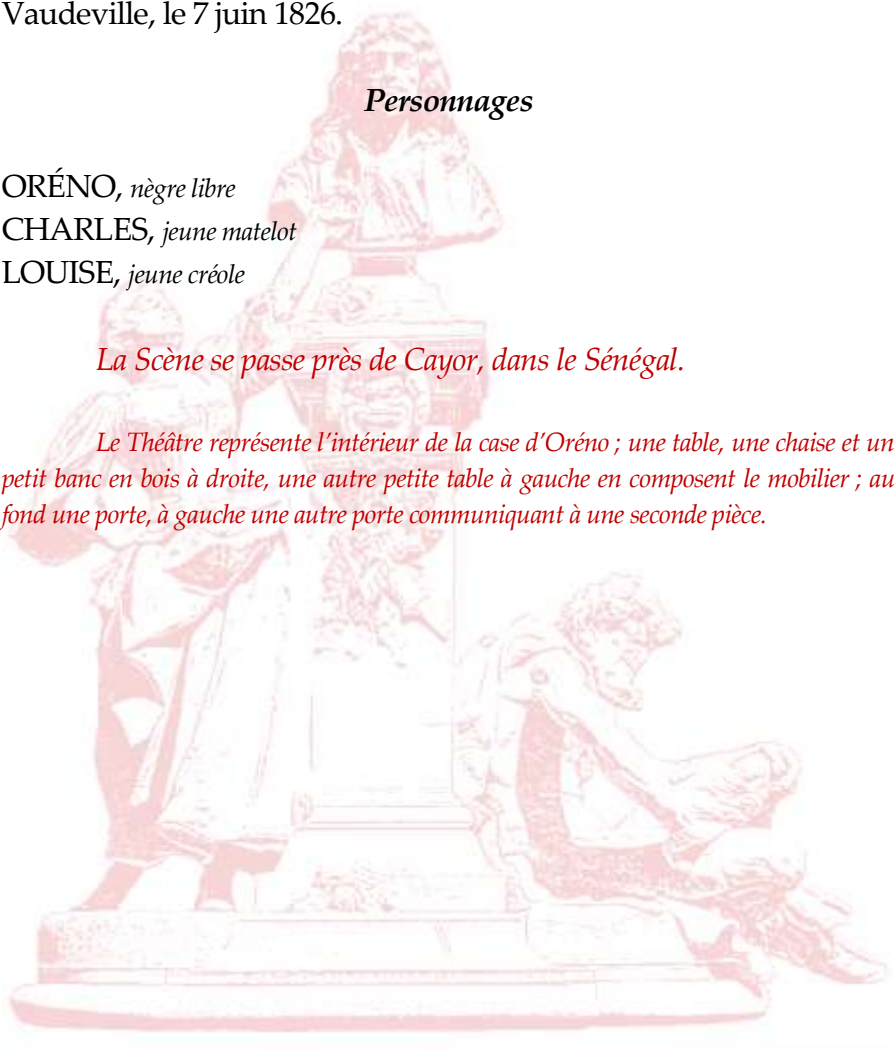 Vaudeville, le 7 juin 1826.
Personnages
ORÉNO, nègre libre
CHARLES, jeune matelot
LOUISE, jeune créole
La Scène se passe près de Cayor, dans le Sénégal.
Le Théâtre représente l’intérieur de la case d’Oréno ; une table, une chaise et un
petit banc en bois à droite, une autre petite table à gauche en composent le mobilier ; au
fond une porte, à gauche une autre porte communiquant à une seconde pièce.